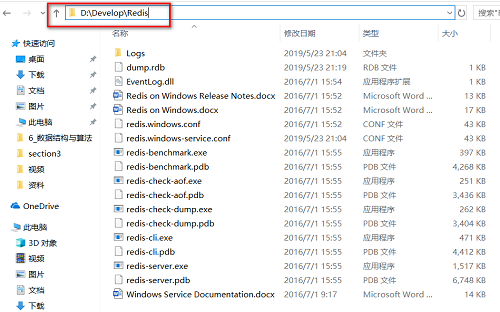 D:\Develop\Redis
搜索"R
快速访问
桌面
下载
文档
图片
此电脑
6_数据结构与算法
section3
视频
资料
OneDrive
此电脑
3D 对象
视频
图片
文档
下载
名称 修改日期 类型 大小
Logs 2019/5/23 21:04 文件夹
dump.rdb 2019/5/23 21:19 RDB 文件 1 KB
EventLog.dll 2016/7/1 15:54 应用程序扩展 1 KB
Redis on Windows Release Notes.docx 2016/7/1 15:52 Microsoft Word ... 13 KB
Redis on Windows.docx 2016/7/1 15:52 Microsoft Word ... 17 KB
redis.windows.conf 2016/7/1 15:52 CONF 文件 43 KB
redis.windows-service.conf 2019/5/23 21:04 CONF 文件 43 KB
redis-benchmark.exe 2016/7/1 15:55 应用程序 397 KB
redis-benchmark.pdb 2016/7/1 15:55 PDB 文件 4,268 KB
redis-check-aof.exe 2016/7/1 15:55 应用程序 251 KB
redis-check-aof.pdb 2016/7/1 15:55 PDB 文件 3,436 KB
redis-check-dump.exe 2016/7/1 15:55 应用程序 262 KB
redis-check-dump.pdb 2016/7/1 15:55 PDB 文件 3,404 KB
redis-cli.exe 2016/7/1 15:55 应用程序 471 KB
redis-cli.pdb 2016/7/1 15:55 PDB 文件 4,412 KB
redis-server.exe 2016/7/1 15:55 应用程序 1,517 KB
redis-server.pdb 2016/7/1 15:55 PDB 文件 6,748 KB
Windows Service Documentation.docx 2016/7/1 9:17 Microsoft Word ... 14 KB